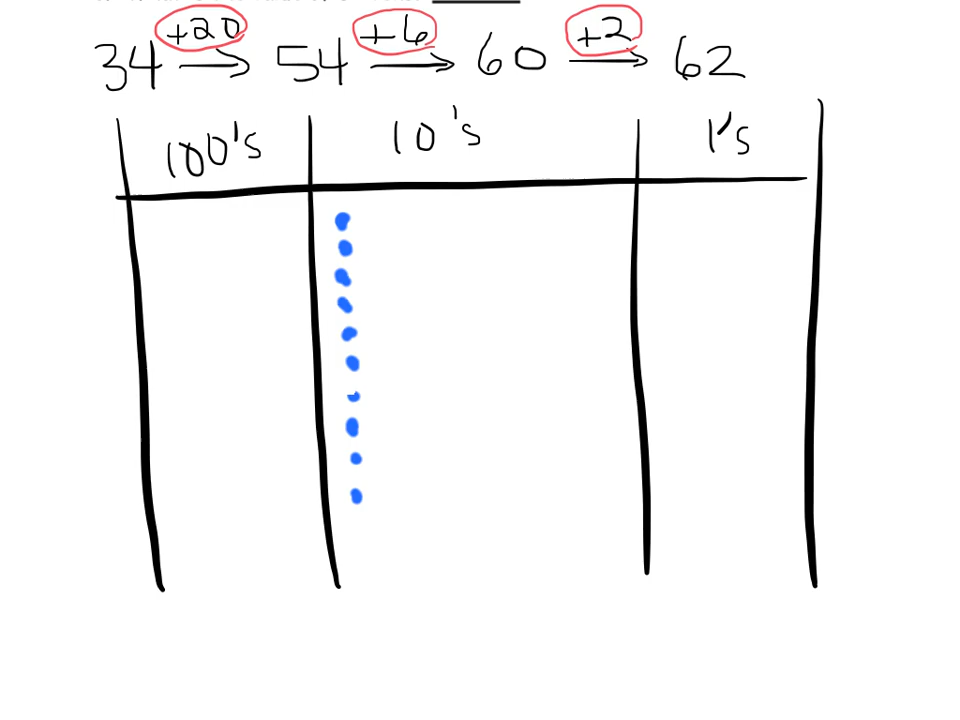 +20 +6 +2
34 → 54 → 60 → 62
100's 10's 1's